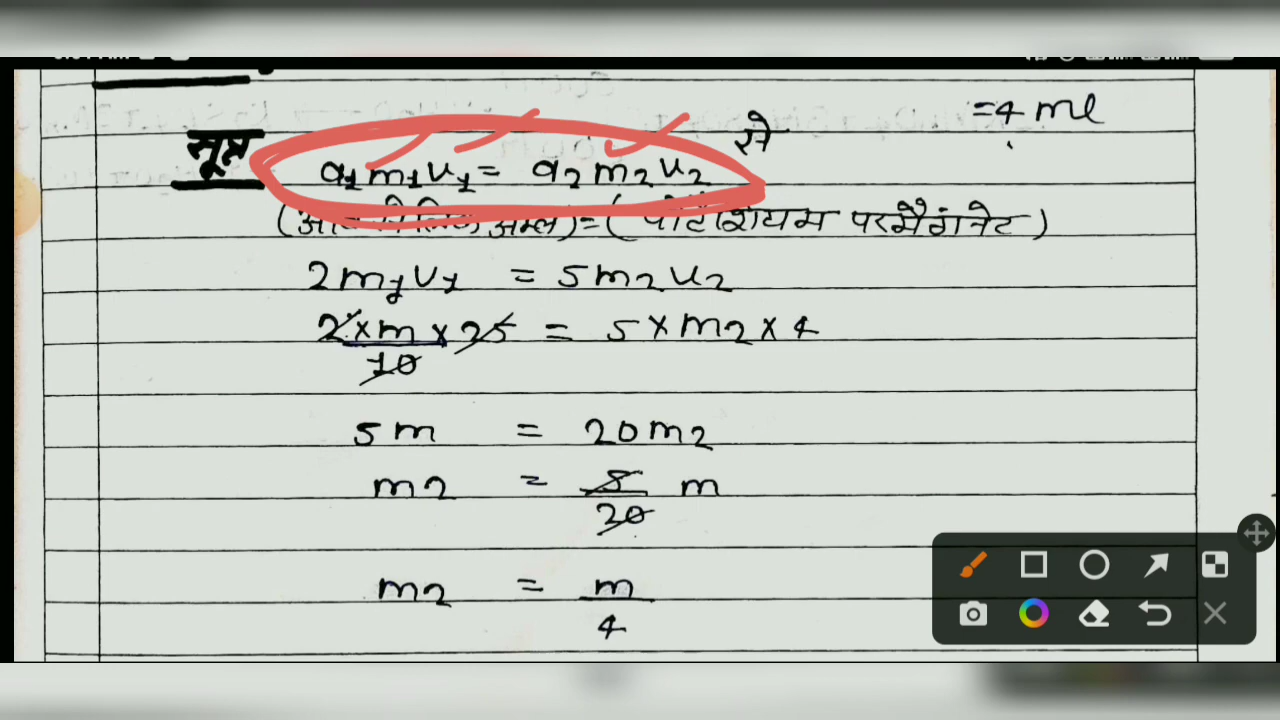 =4 ml
सूत्र a1m1v1= a2m2v2 से
(ऑक्जेलिक अम्ल)=(पोटेशियम परमैगंनेट)
2m1v1 = 5m2v2
2×m/10 × 25 = 5×m2×4
5m = 20m2
m2 = 5/20 m
m2 = m/4